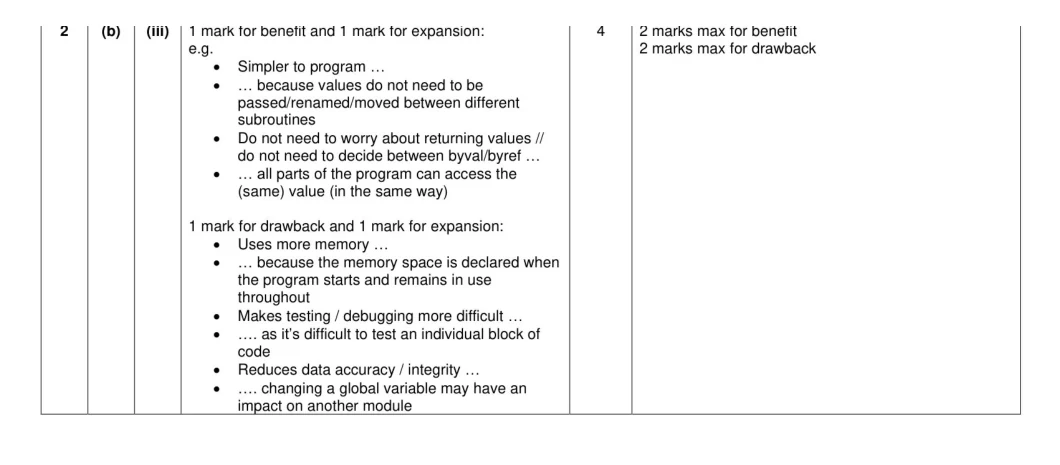 2 (b) (iii) 1 mark for benefit and 1 mark for expansion: 4 2 marks max for benefit
e.g. 2 marks max for drawback
• Simpler to program …
• … because values do not need to be
passed/renamed/moved between different
subroutines
• Do not need to worry about returning values //
do not need to decide between byval/byref …
• … all parts of the program can access the
(same) value (in the same way)
1 mark for drawback and 1 mark for expansion:
• Uses more memory …
• … because the memory space is declared when
the program starts and remains in use
throughout
• Makes testing / debugging more difficult …
• …. as it's difficult to test an individual block of
code
• Reduces data accuracy / integrity …
• …. changing a global variable may have an
impact on another module